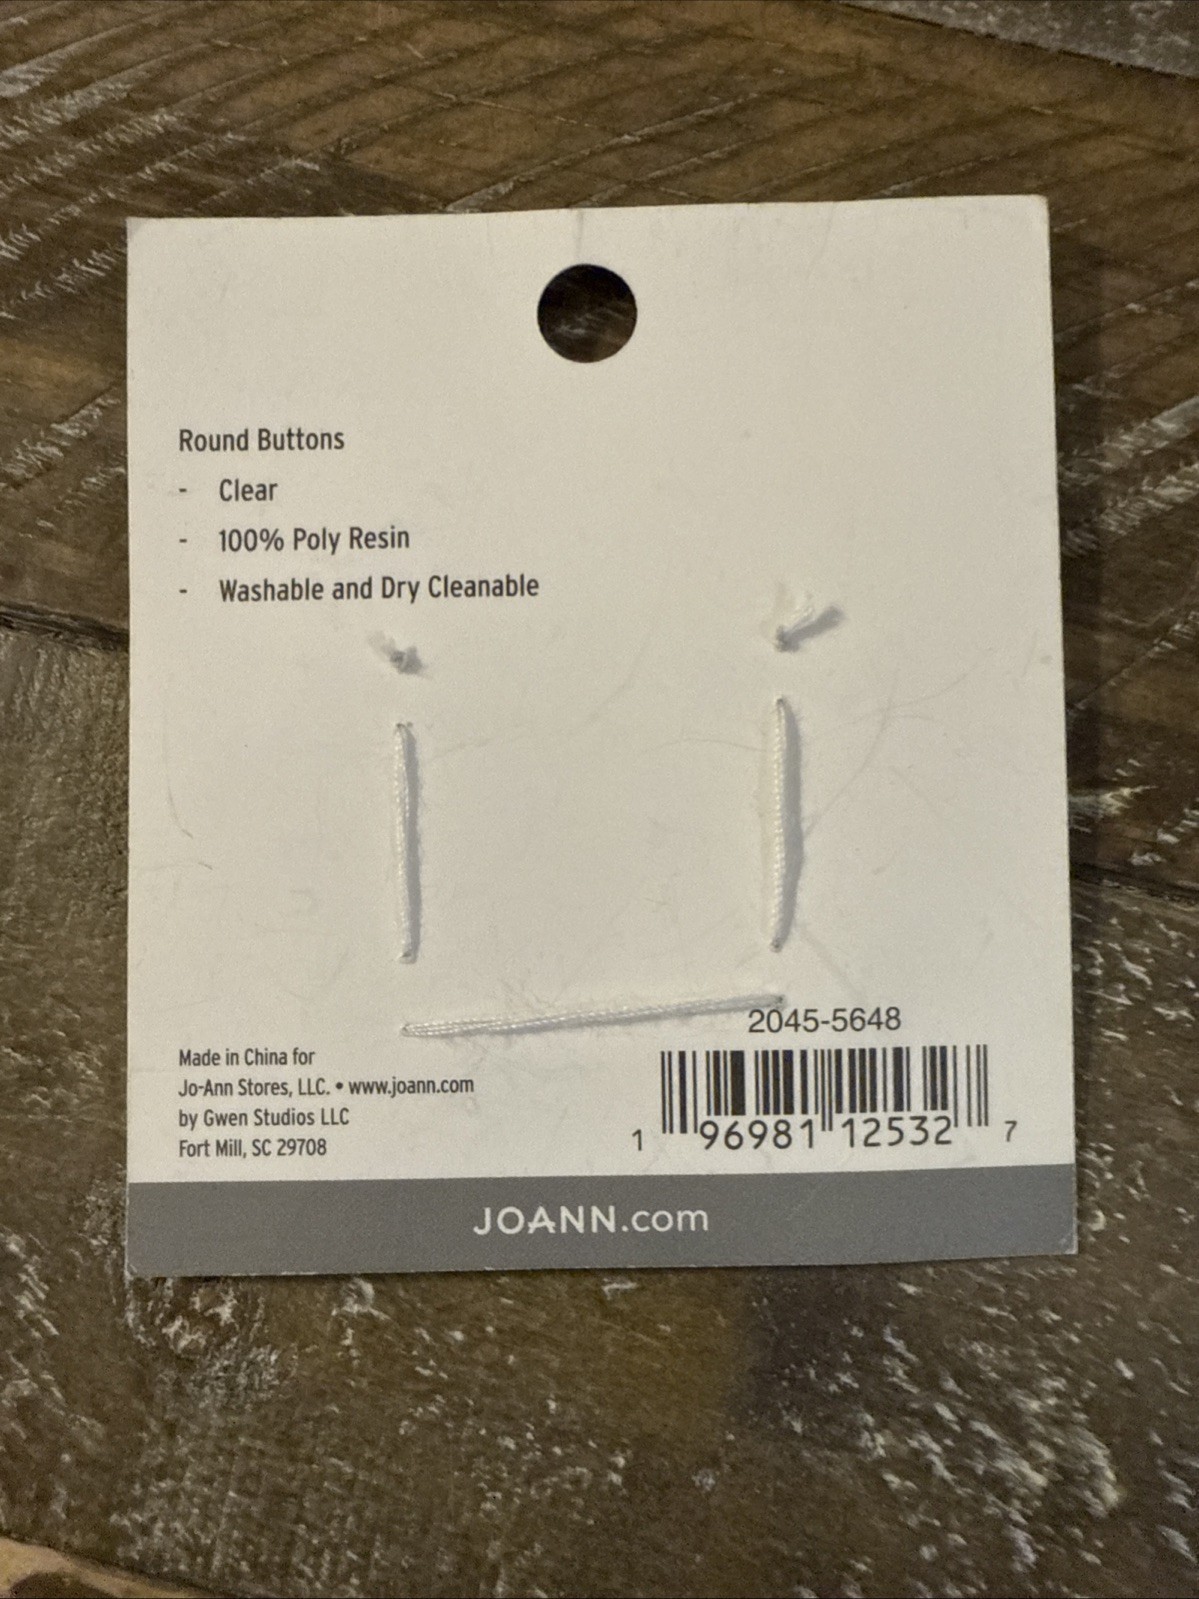 Round Buttons
- Clear
- 100% Poly Resin
- Washable and Dry Cleanable
2045-5648
Made in China for
Jo-Ann Stores, LLC. • www.joann.com
by Gwen Studios LLC
Fort Mill, SC 29708
1 96981 12532 7
JOANN.com